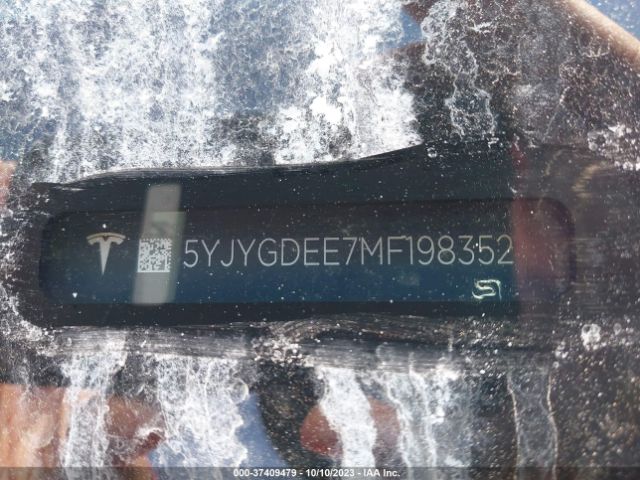 5YJYGDEE7MF198352
000-37409479 - 10/10/2023 - IAA Inc.